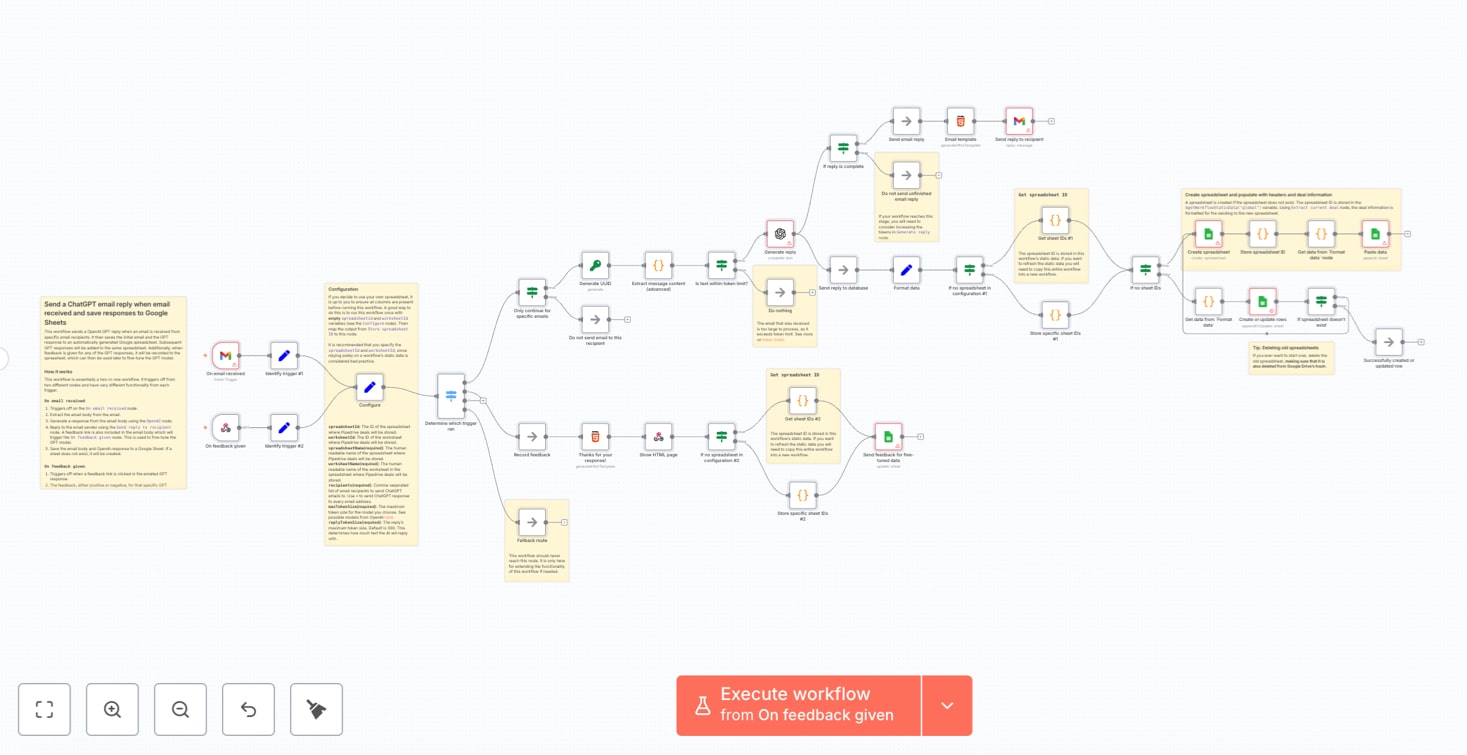 Send a ChatGPT email reply when email
received and save responses to Google
Sheets
This workflow sends a OpenAI GPT reply when an email is received
from specific email recipients. It then saves the initial email and the GPT
response to an automatically generated Google spreadsheet. Subsequent
GPT responses will be added to the same spreadsheet. Additionally, when
feedback is given for any of the GPT responses, it will be recorded to the
spreadsheet, which can then be used later to fine-tune the GPT model.
How it works
This workflow is essentially a two-in-one workflow. It triggers off from
two different nodes and have very different functionality from each
trigger.
On email received
1. Triggers off on the On email received node.
2. Extract the email body from the email.
3. Generate a response from the email body using the OpenAI node.
4. Reply to the email sender using the Send reply to recipient
node. A feedback link is also included in the email body which will
trigger the On feedback given node. This is used to fine-tune the
GPT model.
5. Save the email body and OpenAI response to a Google Sheet. If a
sheet does not exist, it will be created.
On feedback given
1. Triggers off when a feedback link is clicked in the emailed GPT
response.
2. The feedback, either positive or negative, for that specific GPT
On email received
On feedback given
Identify trigger #1
Identify trigger #2
Configuration
If you decide to use your own spreadsheet, it
is up to you to ensure all columns are present
before running this workflow. A good way to
do this is to run this workflow once with
empty spreadsheetId and worksheetId
variables (see the Configure node). Then
map the output from Store spreadsheet
ID to this node.
It is recommended that you specify the
spreadsheetId and worksheetId, since
relying solely on a workflow's static data is
considered bad practice.
Configure
spreadsheetId: The ID of the spreadsheet
where Pipedrive deals will be stored.
worksheetId: The ID of the worksheet
where Pipedrive deals will be stored.
spreadsheetName(required): The human
readable name of the spreadsheet where
Pipedrive deals will be stored.
worksheetName(required): The human
readable name of the worksheet in the
spreadsheet where Pipedrive deals will be
stored.
recipients(required): Comma-separated
list of email recipients to send ChatGPT
emails to. Use * to send ChatGPT response
to every email address.
maxTokenSize(required): The maximum
token size for the model you choose. See
possible models from OpenAI here.
replyTokenSize(required): The reply's
maximum token size. Default is 300. This
determines how much text the AI will reply
with.
Determine which trigger
ran
Only continue for
specific emails
Generate UUID
generate
Do not send email to this
recipient
Extract message content
(advanced)
Is text within token limit?
Generate reply
Do nothing
The email that was received
is too large to process, as it
exceeds token limit. See more
If reply is complete
Send email reply
Email template
generateHtmlTemplate
Send reply to recipient
reply: message
Do not send unfinished
email reply
If your workflow reaches this
stage, you will need to
consider increasing the
tokens in Generate reply
node.
Send reply to database
Format data
If no spreadsheet in
configuration #1
Get spreadsheet ID
Get sheet IDs #1
The spreadsheet ID is stored in this
workflow's static data. If you want
to refresh the static data you will
need to copy this entire workflow
into a new workflow.
Store specific sheet IDs
#1
If no sheet IDs
Create spreadsheet and populate with headers and deal information
A spreadsheet is created if the spreadsheet does not exist. The spreadsheet ID is stored in the
formatted for the sending to the new spreadsheet
Create spreadsheet
create: spreadsheet
Store spreadsheet ID
Get data from `Format
data` node
Paste data
append: sheet
Get data from `Format
data`
Create or update rows
appendOrUpdate: sheet
If spreadsheet doesn't
exist
Tip: Deleting old spreadsheets
If you ever want to start over, delete the
old spreadsheet, making sure that it is
also deleted from Google Drive's trash.
Successfully created or
updated row
Record feedback
Thanks for your
response!
generateHtmlTemplate
Show HTML page
If no spreadsheet in
configuration #2
Get spreadsheet ID
Get sheet IDs #2
The spreadsheet ID is stored in this
workflow's static data. If you want
to refresh the static data you will
need to copy this entire workflow
into a new workflow.
Store specific sheet IDs
#2
Send feedback for fine-
tuned data
update: sheet
Fallback route
This workflow should never
reach this route. It is only here
for extending the functionality
of this workflow if needed.
Execute workflow
from On feedback given